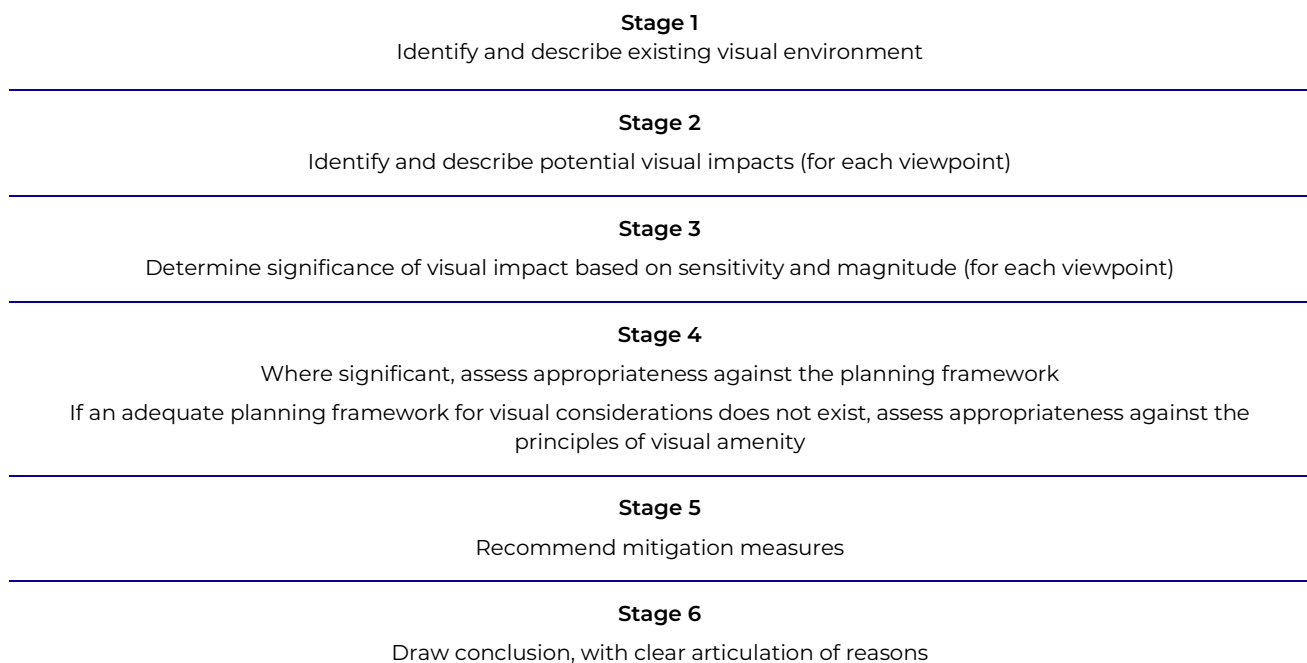 Stage 1
Identify and describe existing visual environment
Stage 2
Identify and describe potential visual impacts (for each viewpoint)
Stage 3
Determine significance of visual impact based on sensitivity and magnitude (for each viewpoint)
Stage 4
Where significant, assess appropriateness against the planning framework
If an adequate planning framework for visual considerations does not exist, assess appropriateness against the
principles of visual amenity
Stage 5
Recommend mitigation measures
Stage 6
Draw conclusion, with clear articulation of reasons